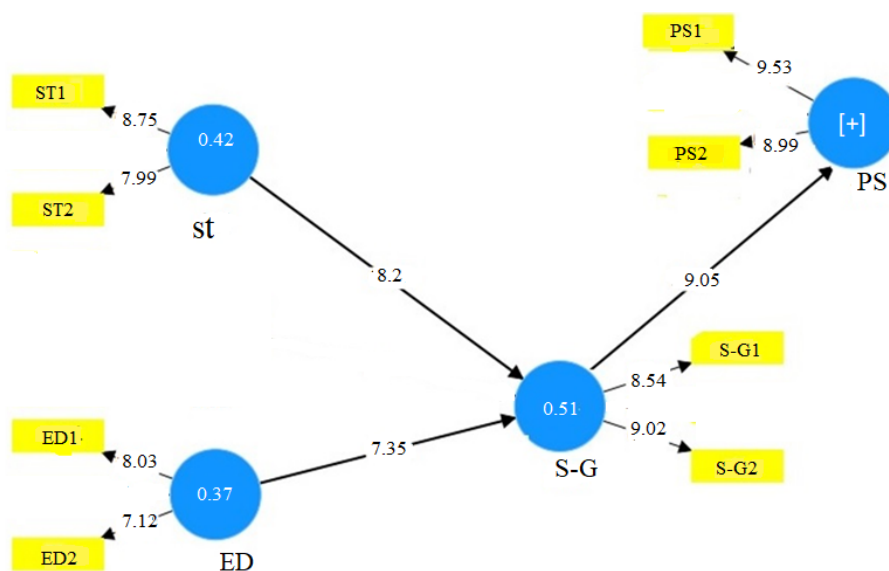 PS1
9.53
ST1
8.75
0.42
[+]
PS2
8.99
PS
7.99
ST2
st
8.2
9.05
S-G1
8.54
0.51
9.02
ED1
7.35
8.03
S-G
S-G2
0.37
7.12
ED2
ED